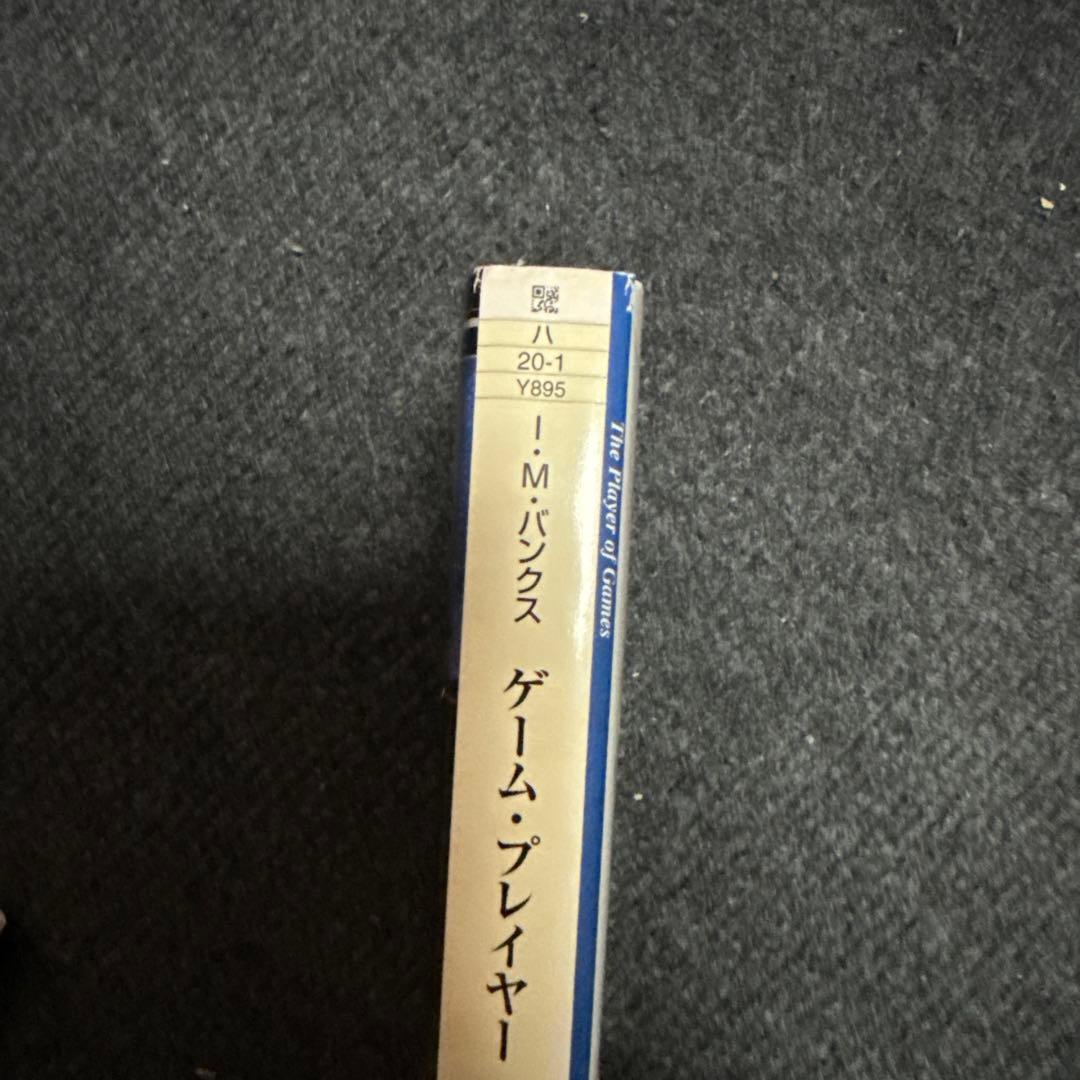 ハ
20-1
Y895
I・M・バンクス ゲーム・プレイヤー
The Player of Games